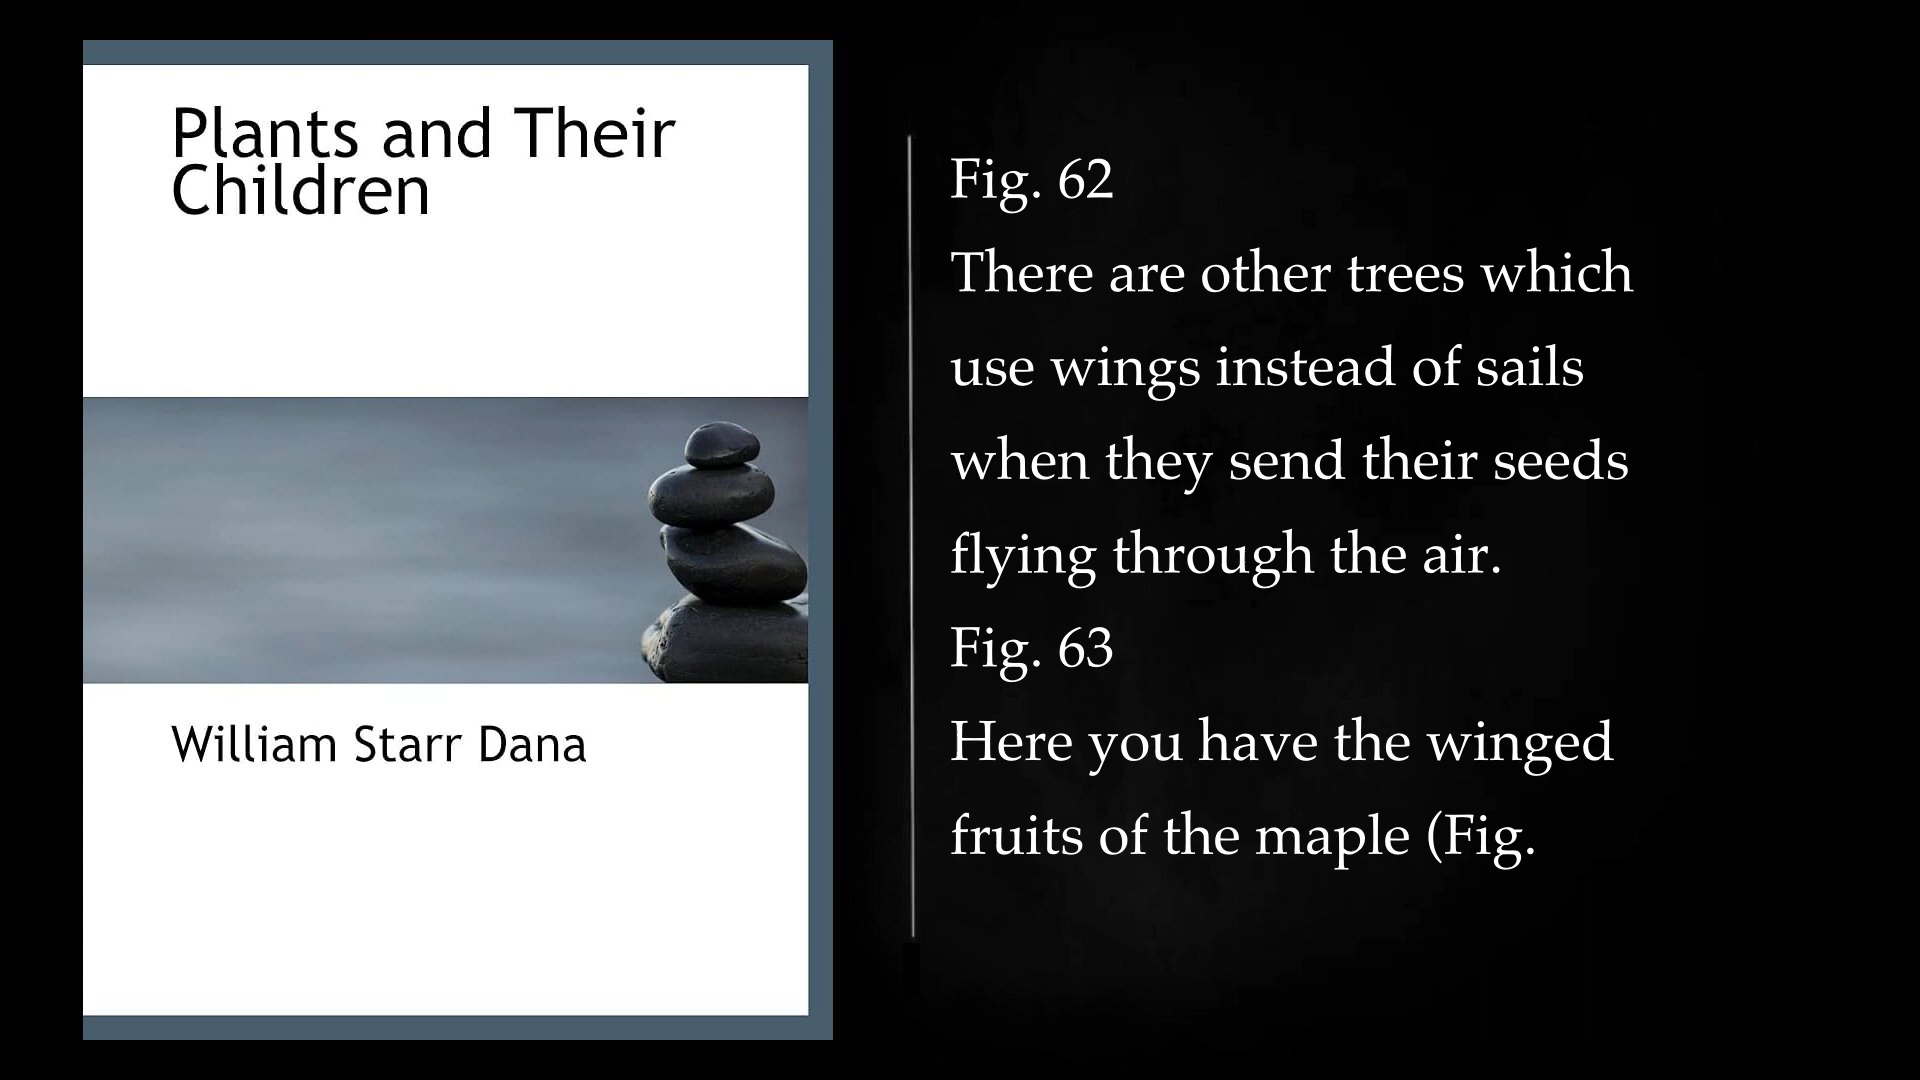 Plants and Their
Children
William Starr Dana
Fig. 62
There are other trees which
use wings instead of sails
when they send their seeds
flying through the air.
Fig. 63
Here you have the winged
fruits of the maple (Fig.